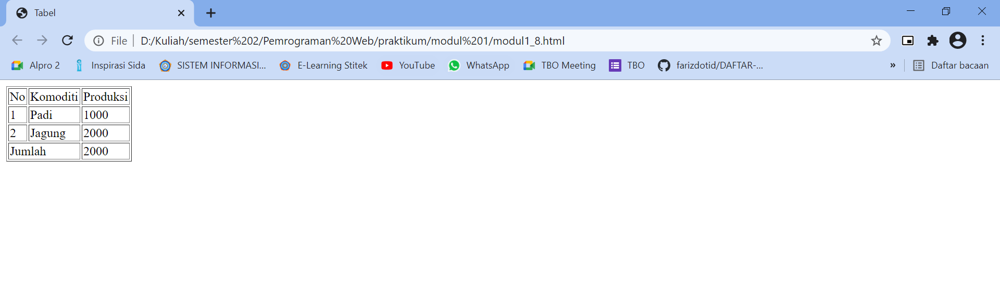 Tabel
File D:/Kuliah/semester%202/Pemrograman%20Web/praktikum/modul%201/modul1_8.html
Alpro 2 Inspirasi Sida SISTEM INFORMASI... E-Learning Stitek YouTube WhatsApp TBO Meeting TBO farizdotid/DAFTAR-... » Daftar bacaan
No Komoditi Produksi
1 Padi 1000
2 Jagung 2000
Jumlah 2000